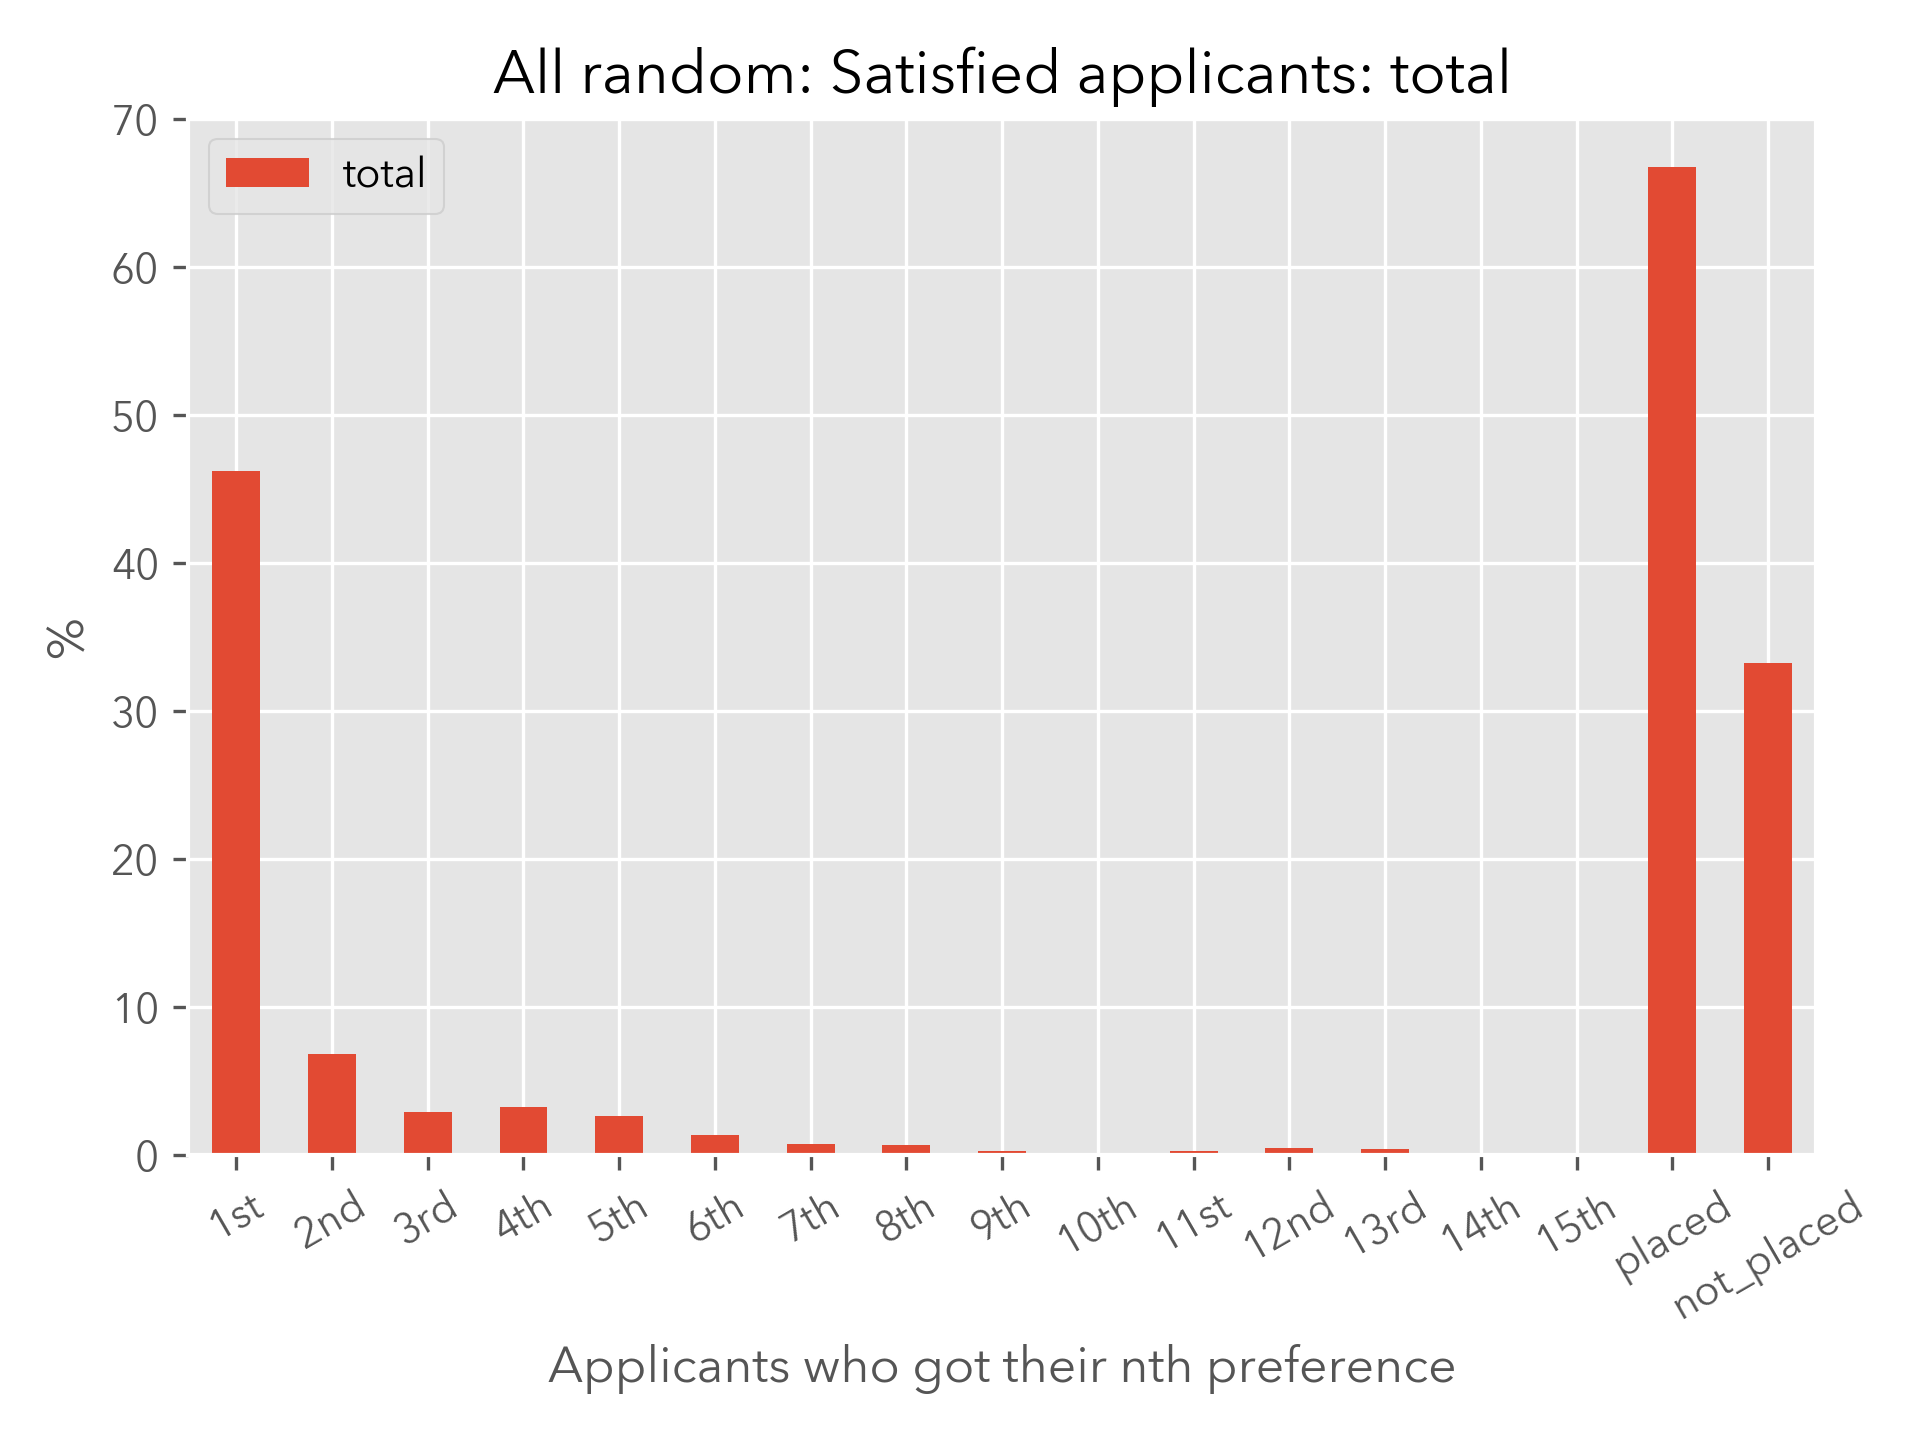 All random: Satisfied applicants: total
total
70
60
50
40
30
20
10
0
%
1st
2nd
3rd
4th
5th
6th
7th
8th
9th
10th
11st
12nd
13rd
14th
15th
placed
not_placed
Applicants who got their nth preference